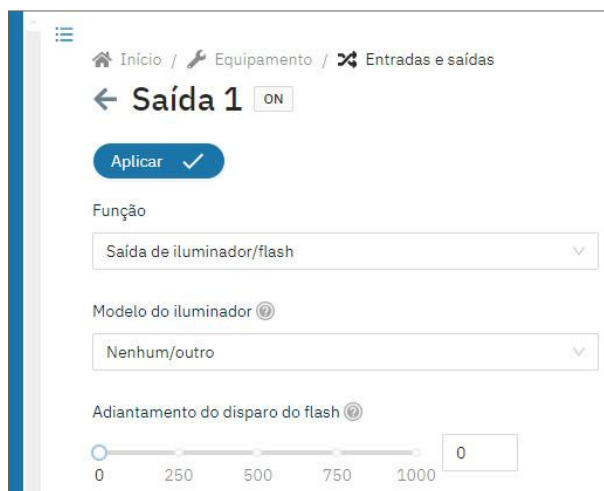 Início / Equipamento / Entradas e saídas
Saída 1 ON
Aplicar
Função
Saída de iluminador/flash
Modelo do iluminador
Nenhum/outro
Adiantamento do disparo do flash
0
0 250 500 750 1000